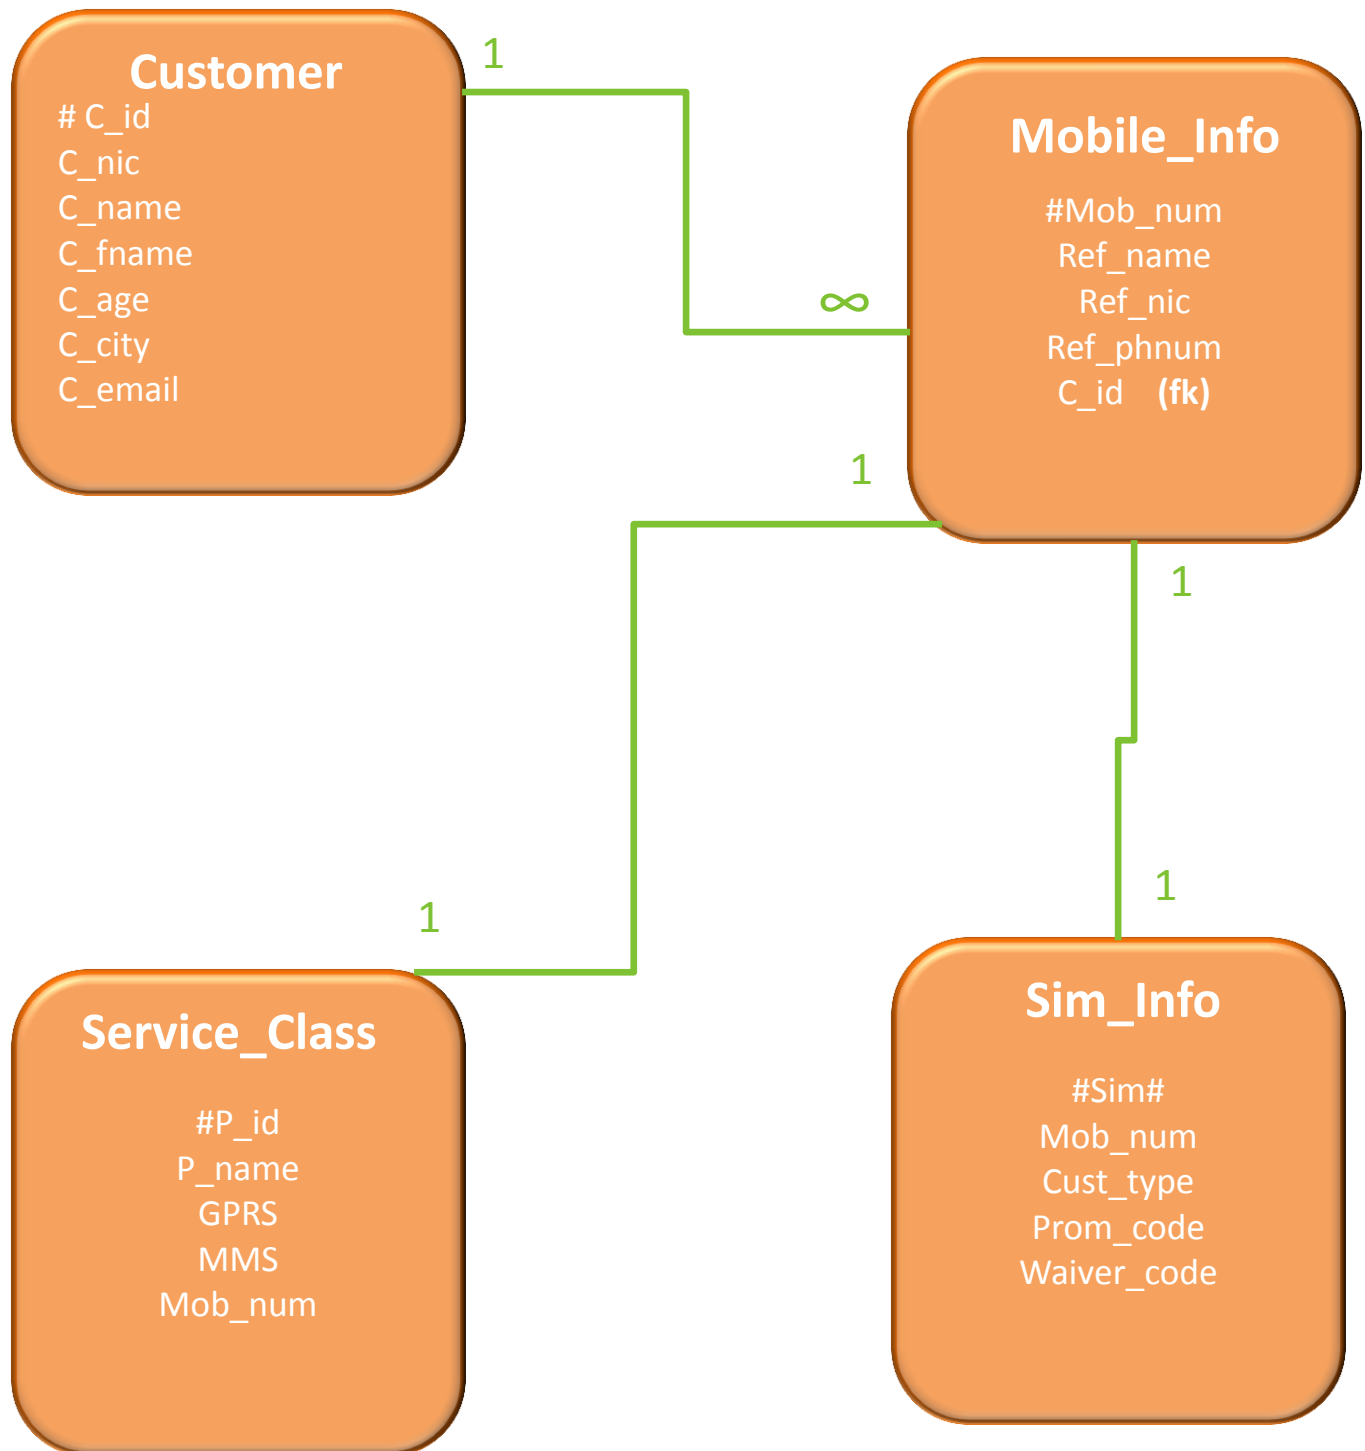 Customer
# C_id
C_nic
C_name
C_fname
C_age
C_city
C_email
1
∞
Mobile_Info
#Mob_num
Ref_name
Ref_nic
Ref_phnum
C_id (fk)
1
1
1
1
Service_Class
#P_id
P_name
GPRS
MMS
Mob_num
Sim_Info
#Sim#
Mob_num
Cust_type
Prom_code
Waiver_code